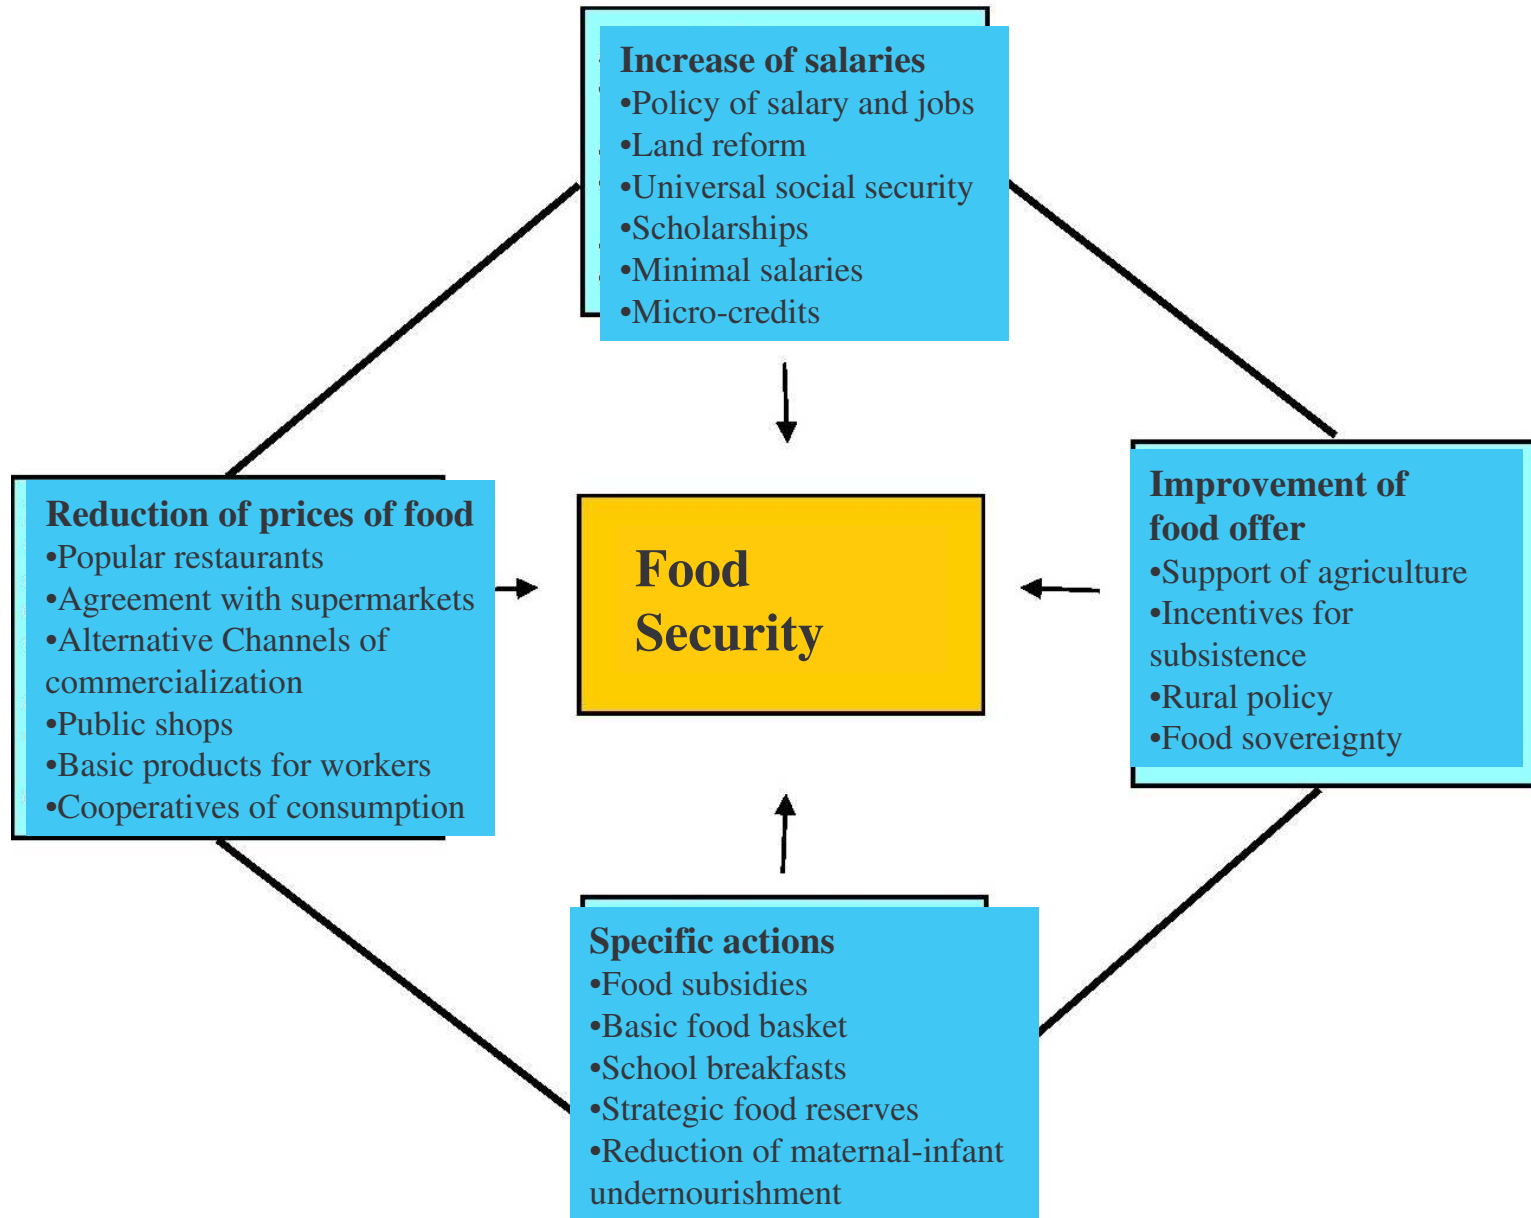 Increase of salaries
•Policy of salary and jobs
•Land reform
•Universal social security
•Scholarships
•Minimal salaries
•Micro-credits
Reduction of prices of food
•Popular restaurants
•Agreement with supermarkets
•Alternative Channels of
commercialization
•Public shops
•Basic products for workers
•Cooperatives of consumption
Food
Security
Improvement of
food offer
•Support of agriculture
•Incentives for
subsistence
•Rural policy
•Food sovereignty
Specific actions
•Food subsidies
•Basic food basket
•School breakfasts
•Strategic food reserves
•Reduction of maternal-infant
undernourishment